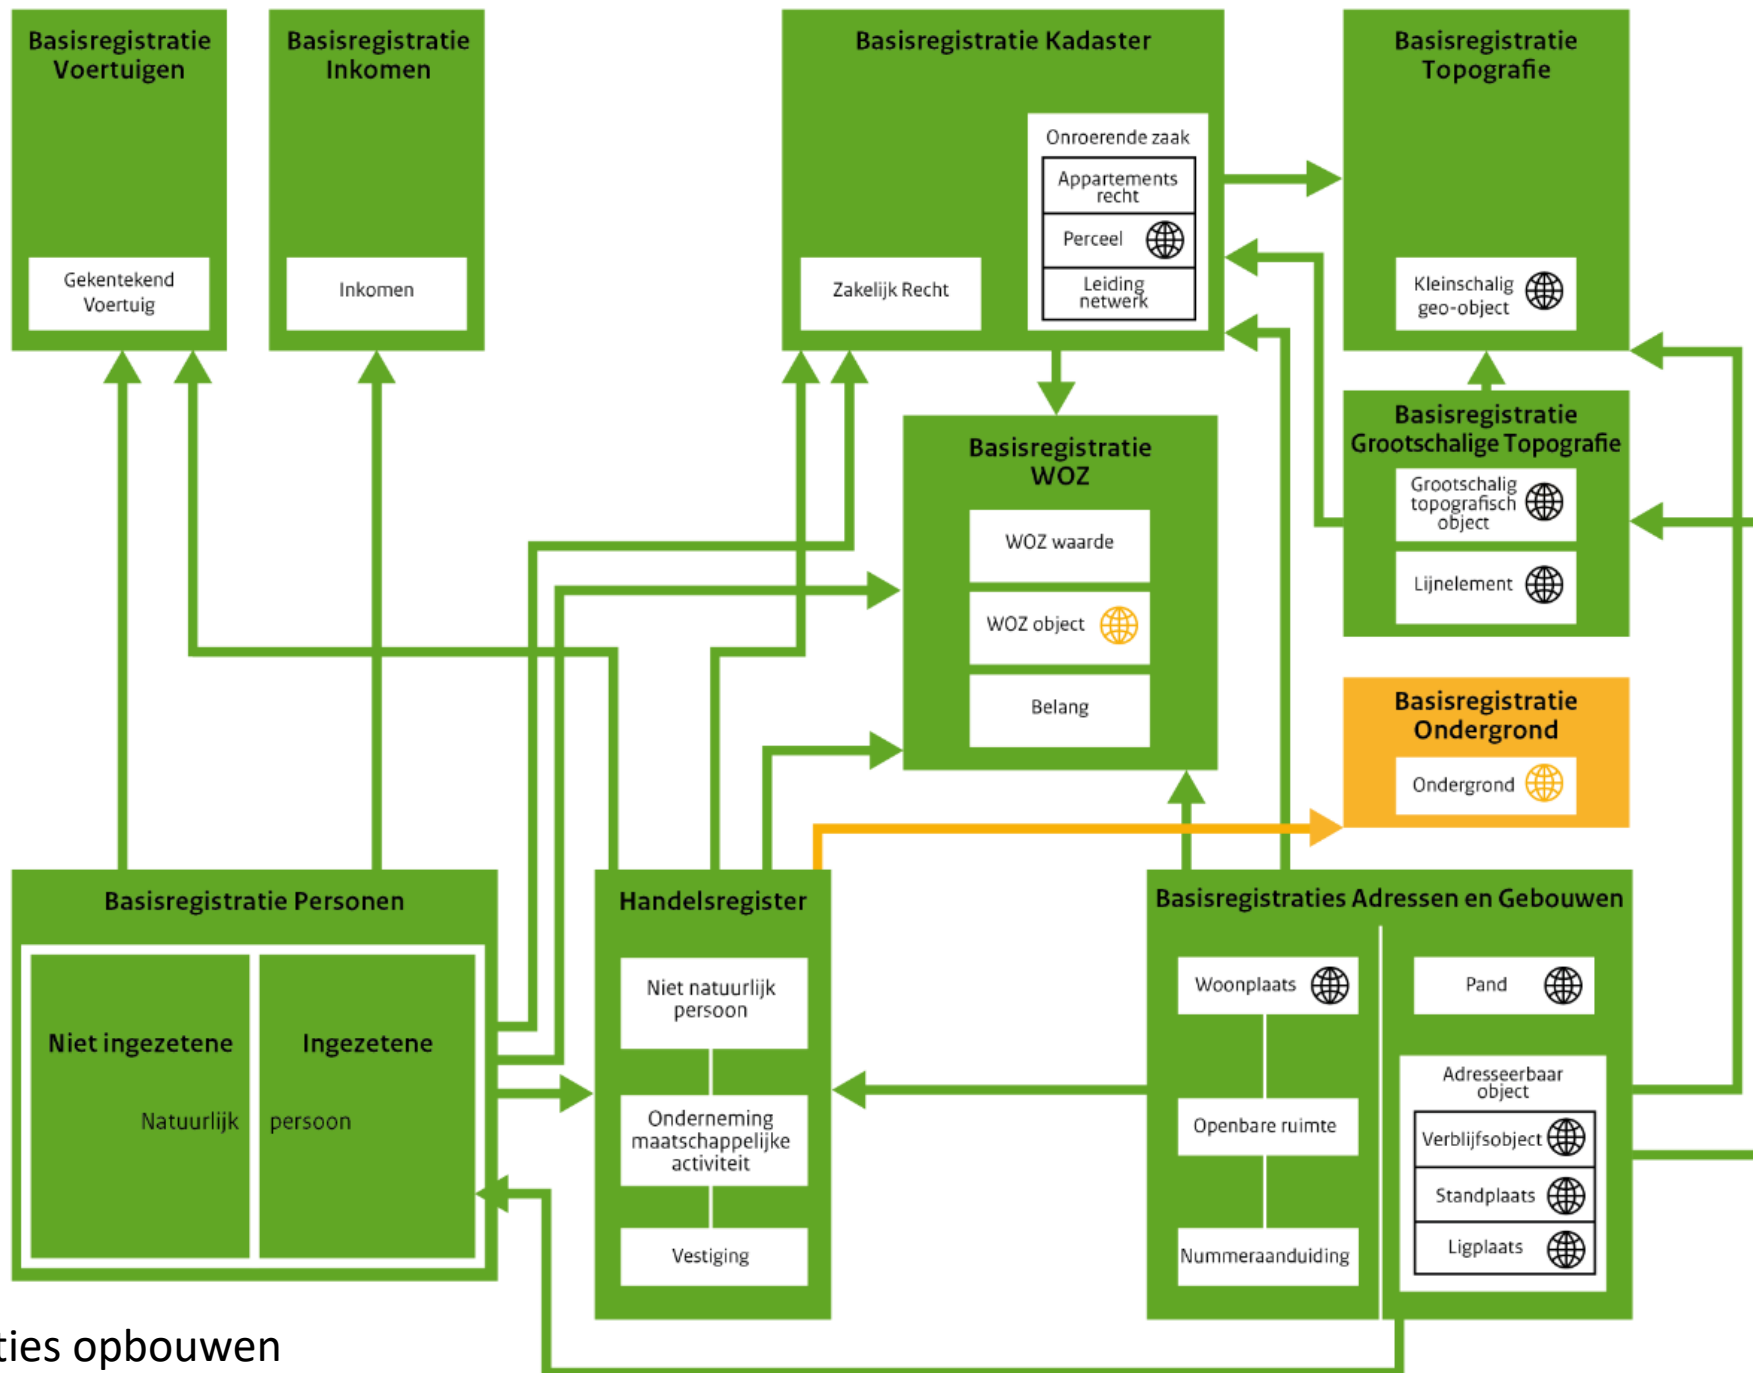 Basisregistratie
Voertuigen
Gekentekend
Voertuig
Basisregistratie
Inkomen
Inkomen
Basisregistratie Kadaster
Onroerende zaak
Appartements
recht
Perceel
Leiding
netwerk
Zakelijk Recht
Basisregistratie
Topografie
Kleinschalig
geo-object
Basisregistratie
WOZ
WOZ waarde
WOZ object
Belang
Basisregistratie
Grootschalige Topografie
Grootschalig
topografisch
object
Lijnelement
Basisregistratie
Ondergrond
Ondergrond
Basisregistratie Personen
Niet ingezetene
Ingezetene
Natuurlijk persoon
Handelsregister
Niet natuurlijk
persoon
Onderneming
maatschappelijke
activiteit
Vestiging
Basisregistraties Adressen en Gebouwen
Woonplaats
Openbare ruimte
Nummeraanduiding
Pand
Adresseerbaar
object
Verblijfsobject
Standplaats
Ligplaats
ties opbouwen